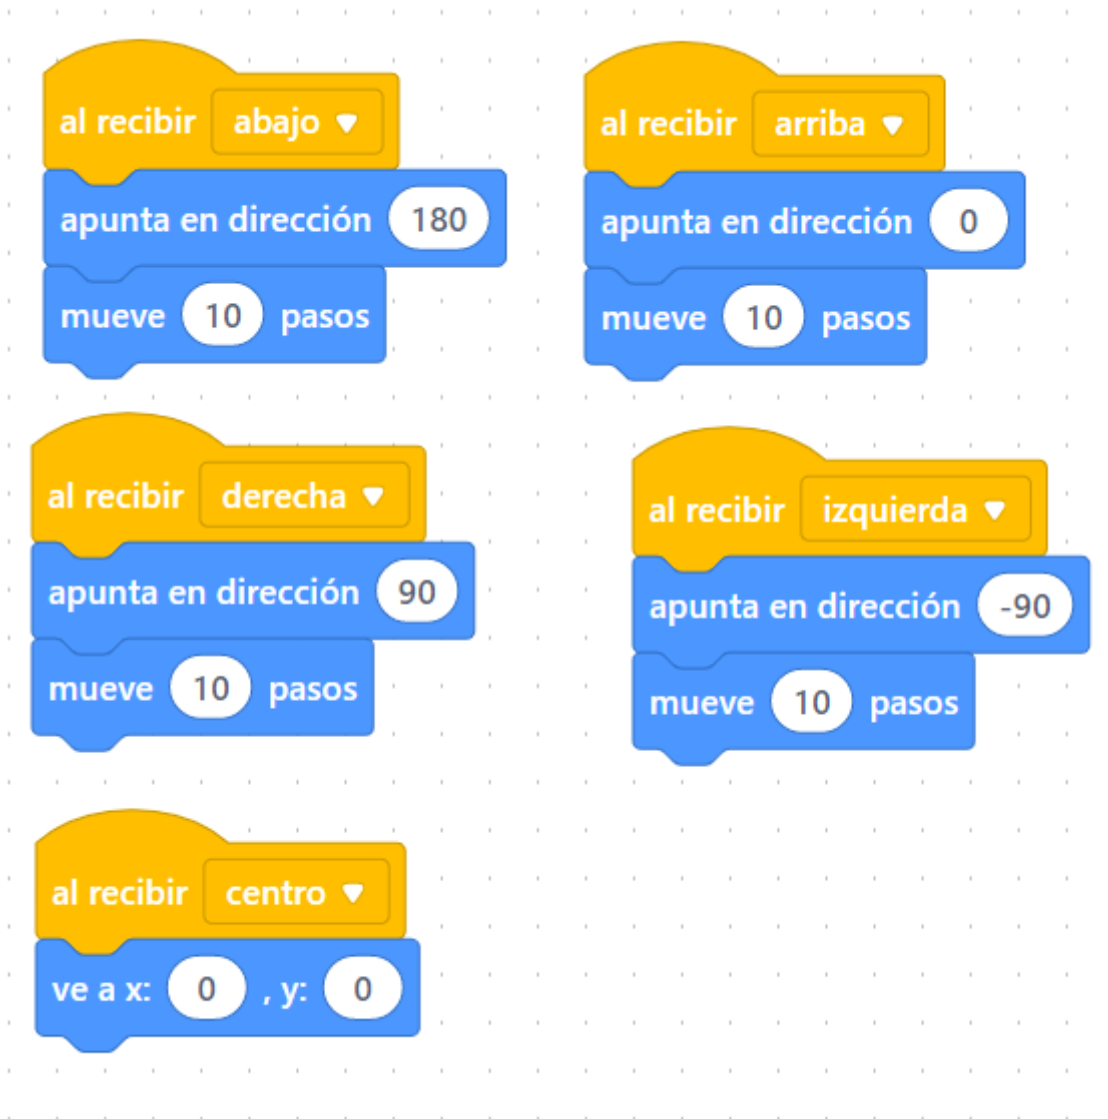 al recibir abajo
apunta en dirección 180
mueve 10 pasos
al recibir arriba
apunta en dirección 0
mueve 10 pasos
al recibir derecha
apunta en dirección 90
mueve 10 pasos
al recibir izquierda
apunta en dirección -90
mueve 10 pasos
al recibir centro
ve a x: 0 , y: 0